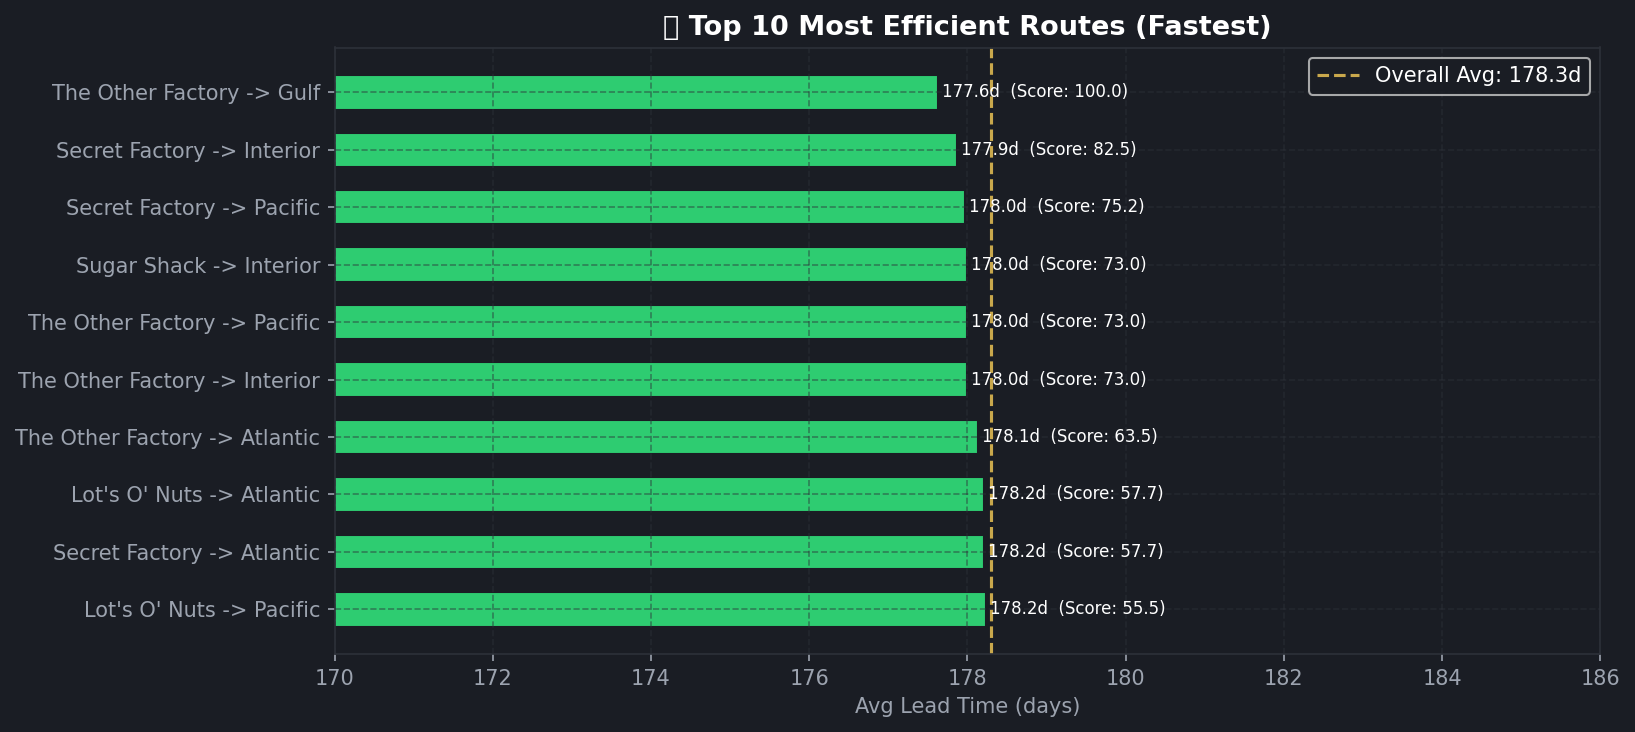 Top 10 Most Efficient Routes (Fastest)
Overall Avg: 178.3d
The Other Factory -> Gulf
177.6d (Score: 100.0)
Secret Factory -> Interior
177.9d (Score: 82.5)
Secret Factory -> Pacific
178.0d (Score: 75.2)
Sugar Shack -> Interior
178.0d (Score: 73.0)
The Other Factory -> Pacific
178.0d (Score: 73.0)
The Other Factory -> Interior
178.0d (Score: 73.0)
The Other Factory -> Atlantic
178.1d (Score: 63.5)
Lot's O' Nuts -> Atlantic
178.2d (Score: 57.7)
Secret Factory -> Atlantic
178.2d (Score: 57.7)
Lot's O' Nuts -> Pacific
178.2d (Score: 55.5)
170 172 174 176 178 180 182 184 186
Avg Lead Time (days)